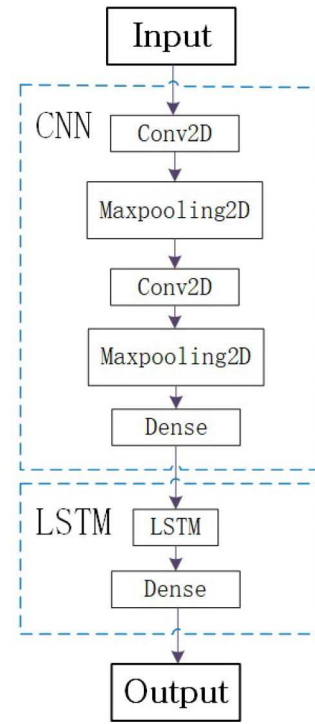 Input
CNN
Conv2D
Maxpooling2D
Conv2D
Maxpooling2D
Dense
LSTM
LSTM
Dense
Output